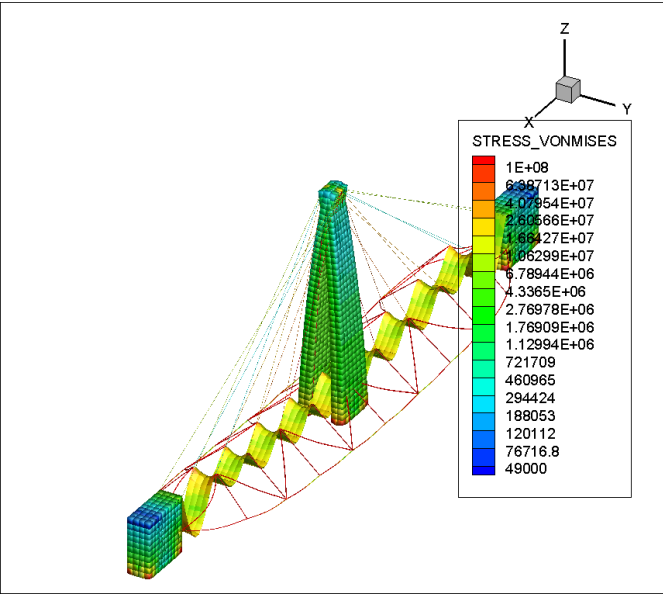 Z
Y
X
STRESS_VONMISES
1E+08
6.38713E+07
4.07954E+07
2.60566E+07
1.66427E+07
1.06299E+07
6.78944E+06
4.3365E+06
2.76978E+06
1.76909E+06
1.12994E+06
721709
460965
294424
188053
120112
76716.8
49000